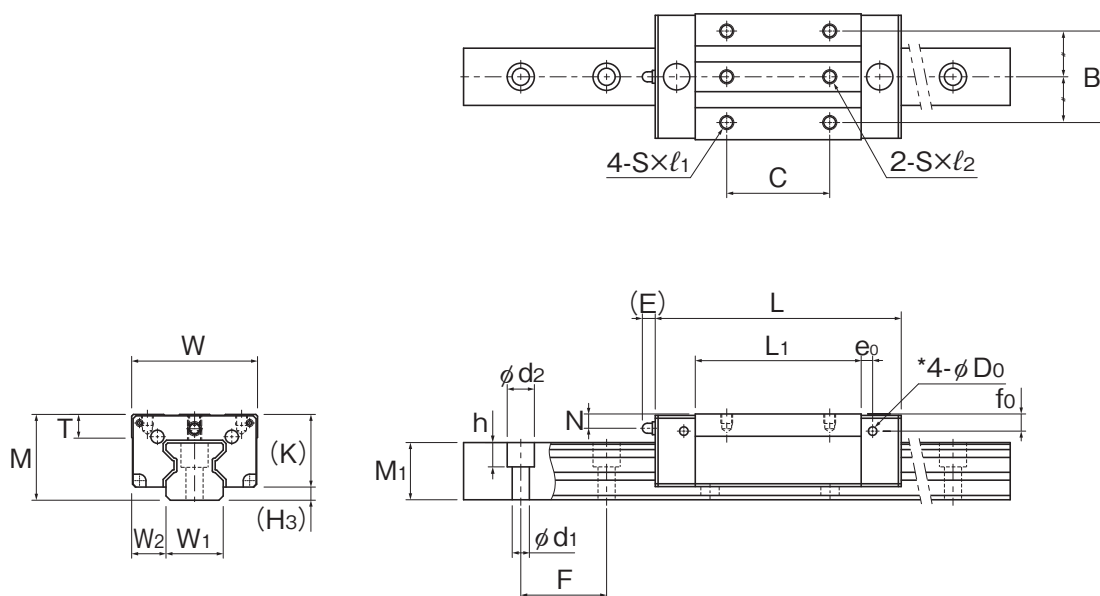 B
4-S×ℓ1
2-S×ℓ2
C
(E)
L
W
L1
e0
*4-φD0
φd2
f0
h
N
T
M
(K)
M1
(H3)
W2
W1
φd1
F